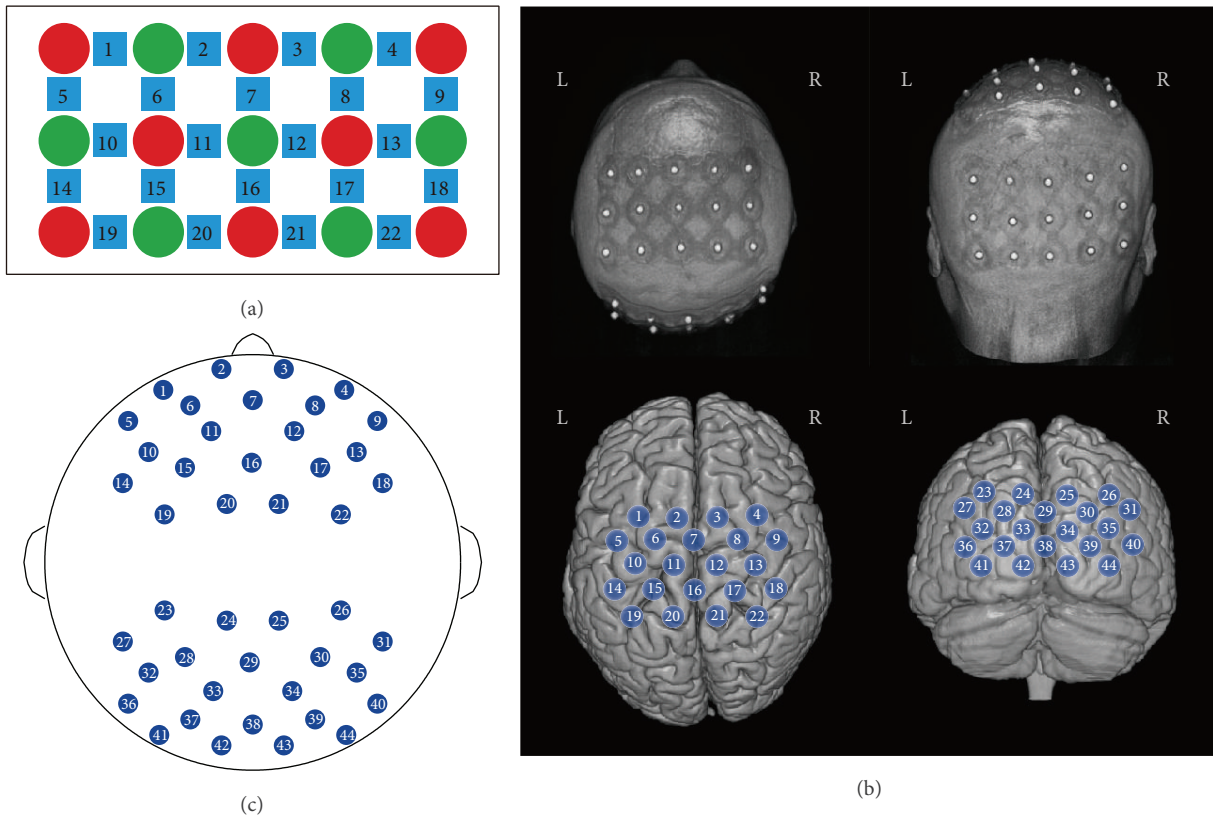 1 2 3 4
5 6 7 8 9
10 11 12 13
14 15 16 17 18
19 20 21 22
(a)
2 3
1 4
7
6 8
5 9
11 12
10 13
16
15 17
14 18
20 21
19 22
23 26
24 25
27 31
28 29 30
32 35
33 34
36 40
37 38 39
41 44
42 43
(c)
L R L R
L R
1 2 3 4
5 6 7 8 9
10 11 12 13
14 15 16 17 18
19 20 21 22
L R
23 24 25 26
27 28 29 30 31
32 33 34 35
36 37 38 39 40
41 42 43 44
(b)